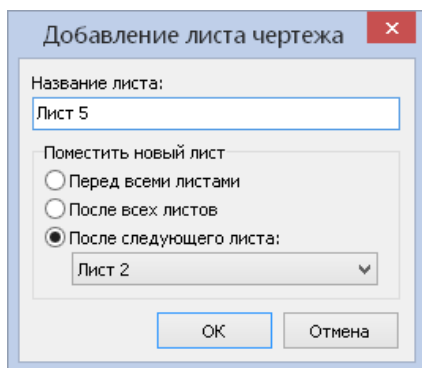 Добавление листа чертежа
Название листа:
Лист 5
Поместить новый лист
Перед всеми листами
После всех листов
После следующего листа:
Лист 2
ОК
Отмена